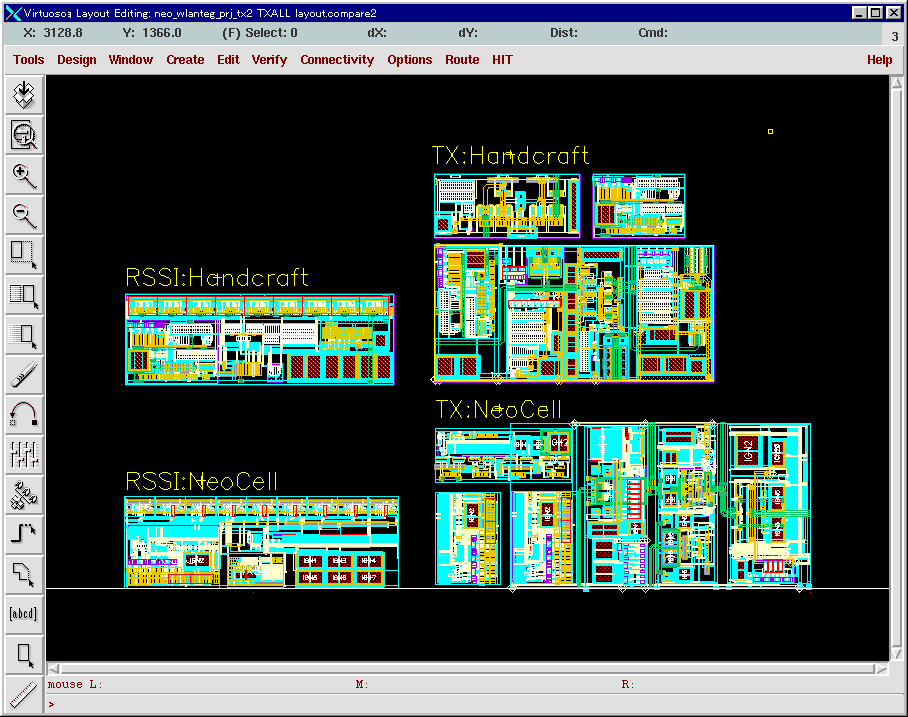 Virtuosoq Layout Editing: neo_wlanteg_prj_tx2 TXALL layout.compare2
X: 3128.8 Y: 1366.0 (F) Select: 0 dX: dY: Dist: Cmd: 3
Tools Design Window Create Edit Verify Connectivity Options Route HIT Help
TX:Handcraft
RSSI:Handcraft
TX:NeoCell
RSSI:NeoCell
IGN2
[abcd]
mouse L: M: R:
>